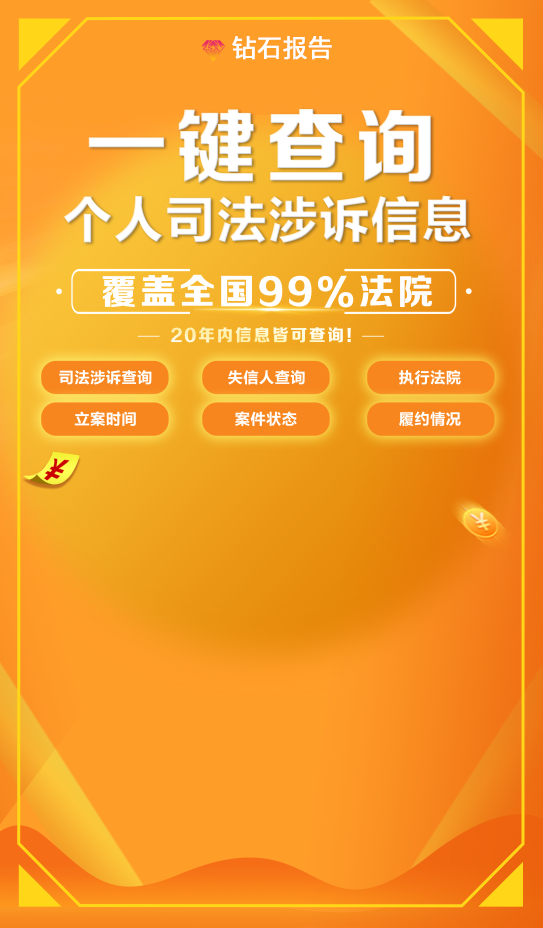 钻石报告
一键查询
个人司法涉诉信息
·覆盖全国99%法院·
— 20年内信息皆可查询! —
司法涉诉查询 失信人查询 执行法院
立案时间 案件状态 履约情况
¥
¥